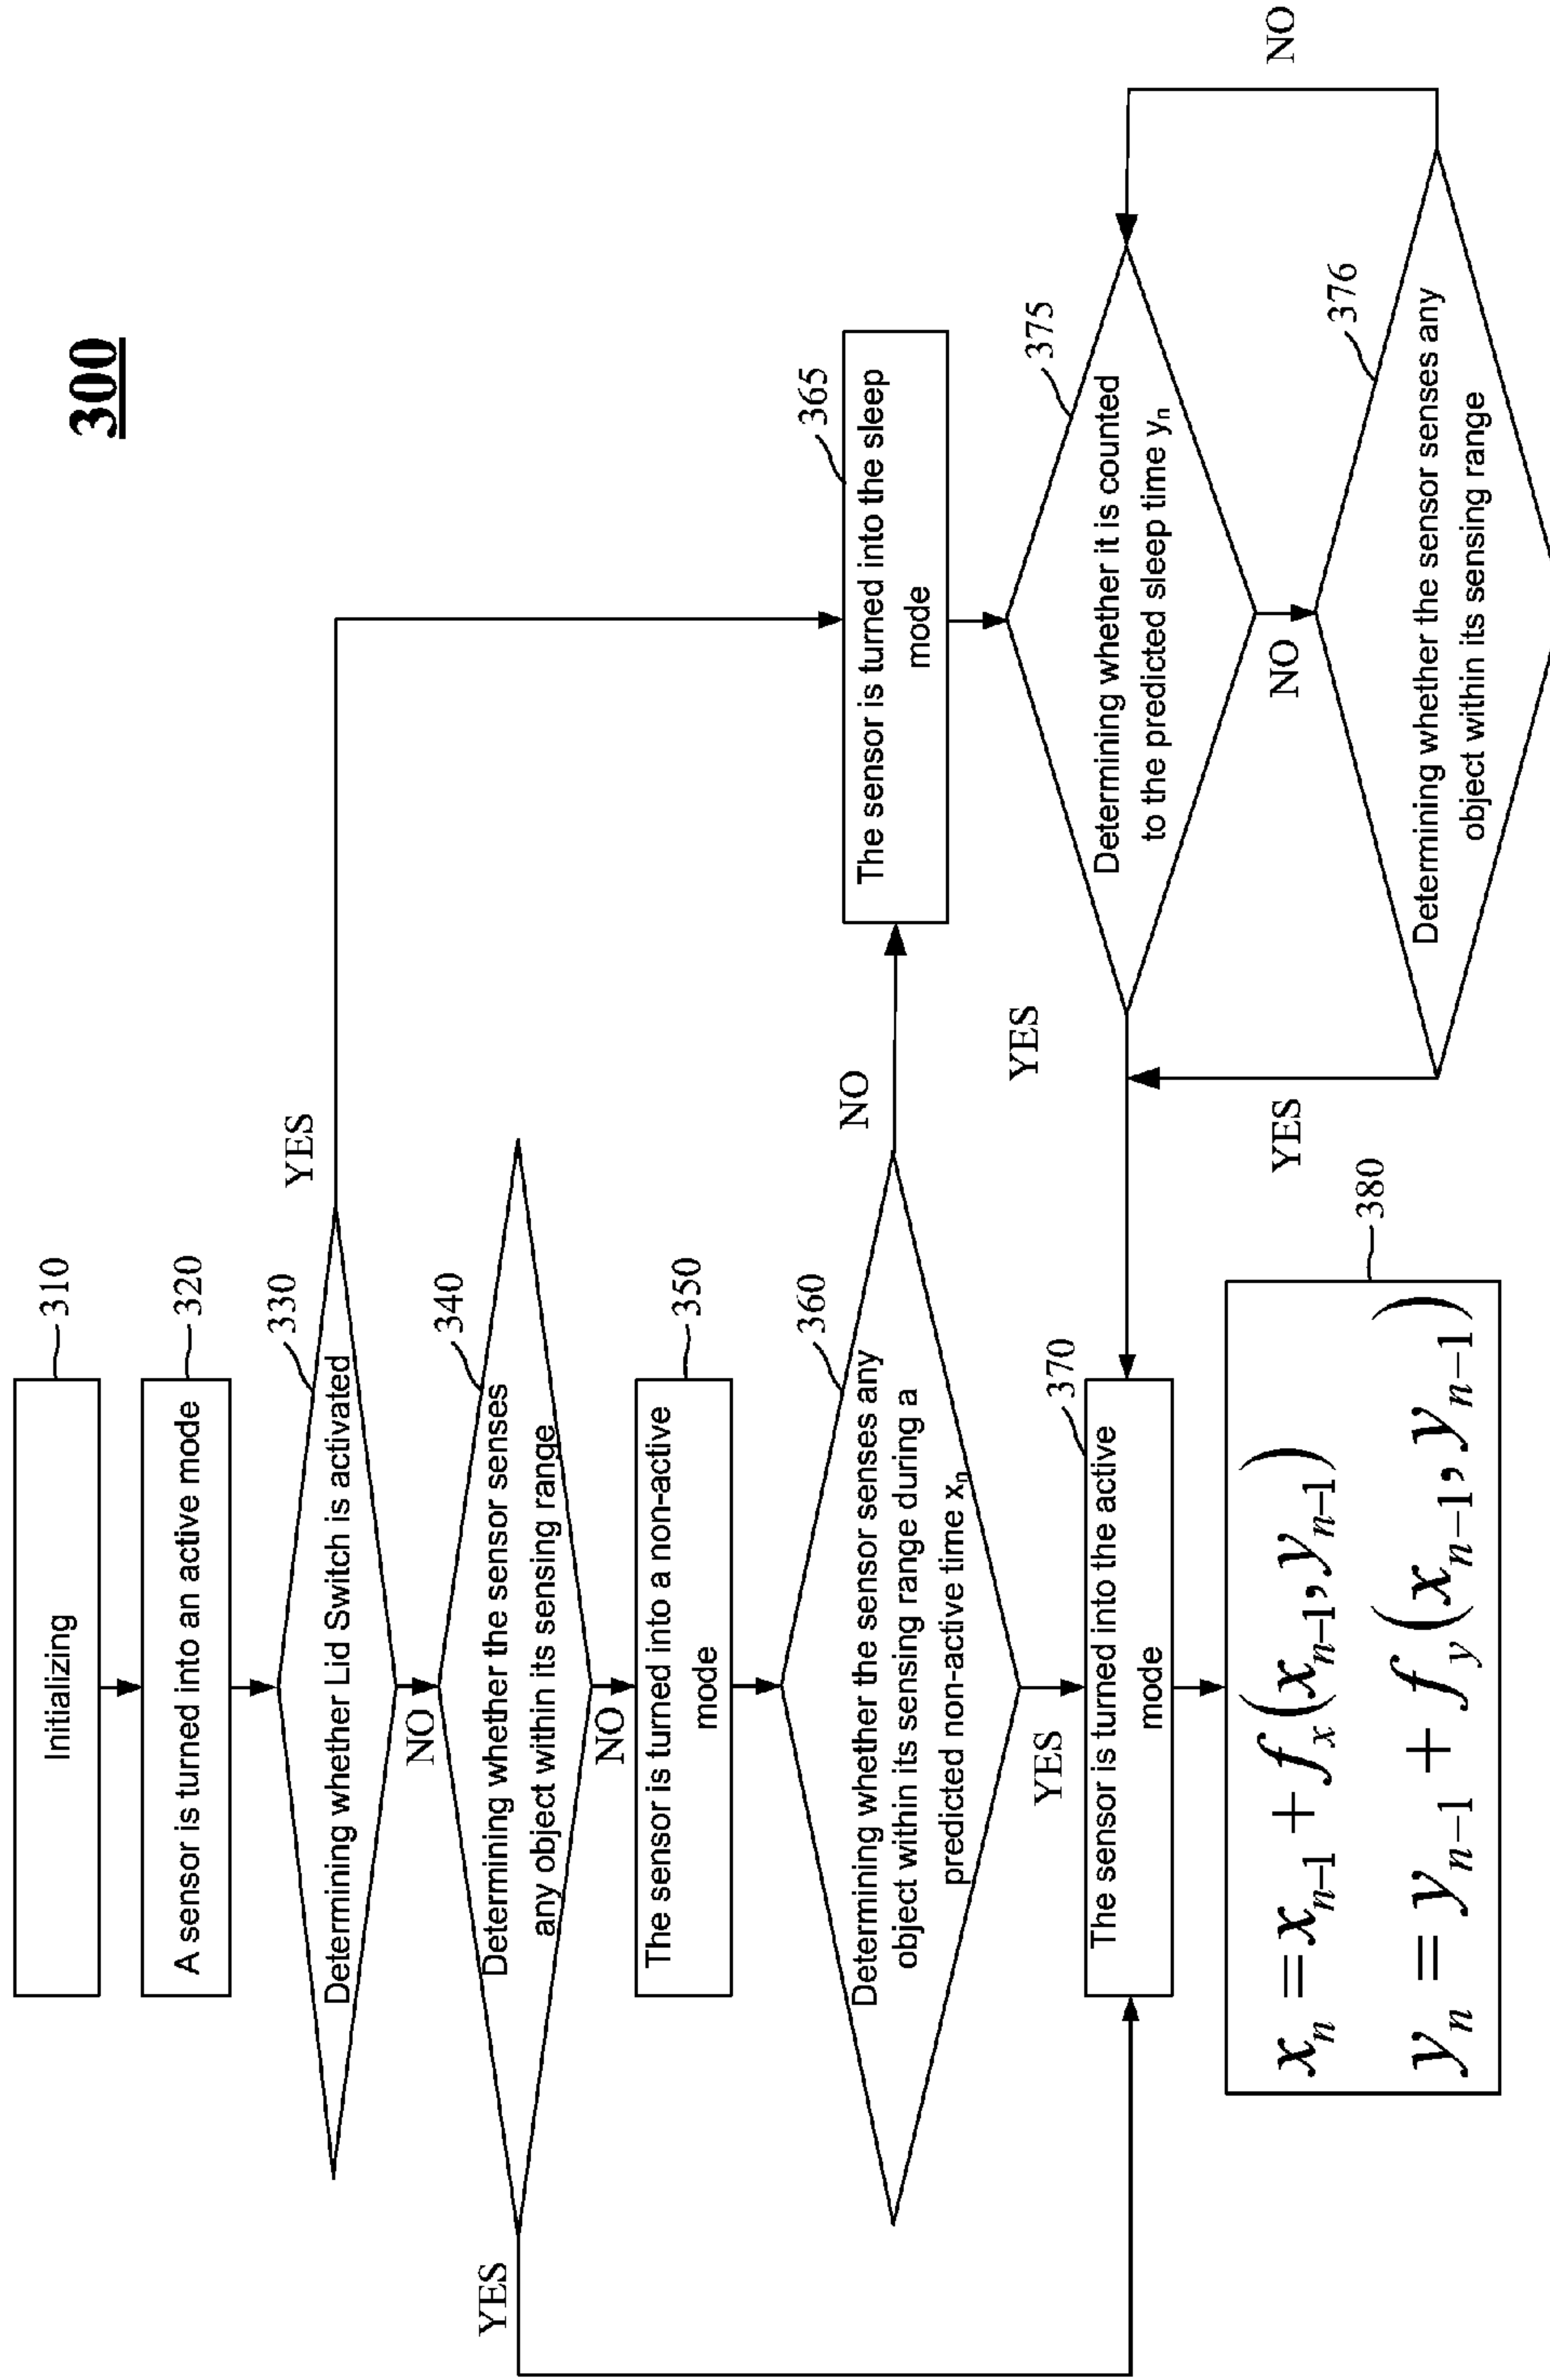 300
Initializing
310
A sensor is turned into an active mode
320
Determining whether Lid Switch is activated
330
YES
NO
Determining whether the sensor senses
any object within its sensing range
340
YES
NO
The sensor is turned into a non-active
mode
350
Determining whether the sensor senses any
object within its sensing range during a
predicted non-active time xₙ
360
NO
YES
The sensor is turned into the sleep
mode
365
Determining whether it is counted
to the predicted sleep time yₙ
375
YES
NO
Determining whether the sensor senses any
object within its sensing range
376
YES
NO
The sensor is turned into the active
mode
370
xₙ = xₙ₋₁ + fₓ(xₙ₋₁, yₙ₋₁)
yₙ = yₙ₋₁ + f_y(xₙ₋₁, yₙ₋₁)
380